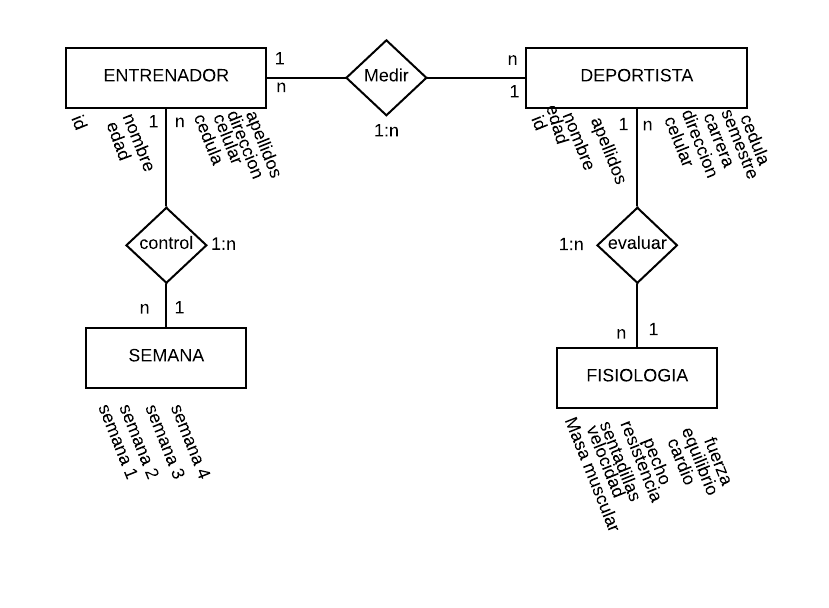 ENTRENADOR
1
n
Medir
1:n
n
1
DEPORTISTA
id
edad
nombre
1
n
cedula
celular
direccion
apellidos
id
edad
nombre
apellidos
1
n
celular
direccion
carrera
semestre
cedula
control
1:n
1:n
evaluar
n
1
n
1
SEMANA
FISIOLOGIA
semana 1
semana 2
semana 3
semana 4
Masa muscular
velocidad
sentadillas
resistencia
pecho
cardio
equilibrio
fuerza